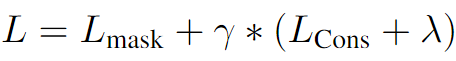 L = L_mask + γ ∗ (L_Cons + λ)